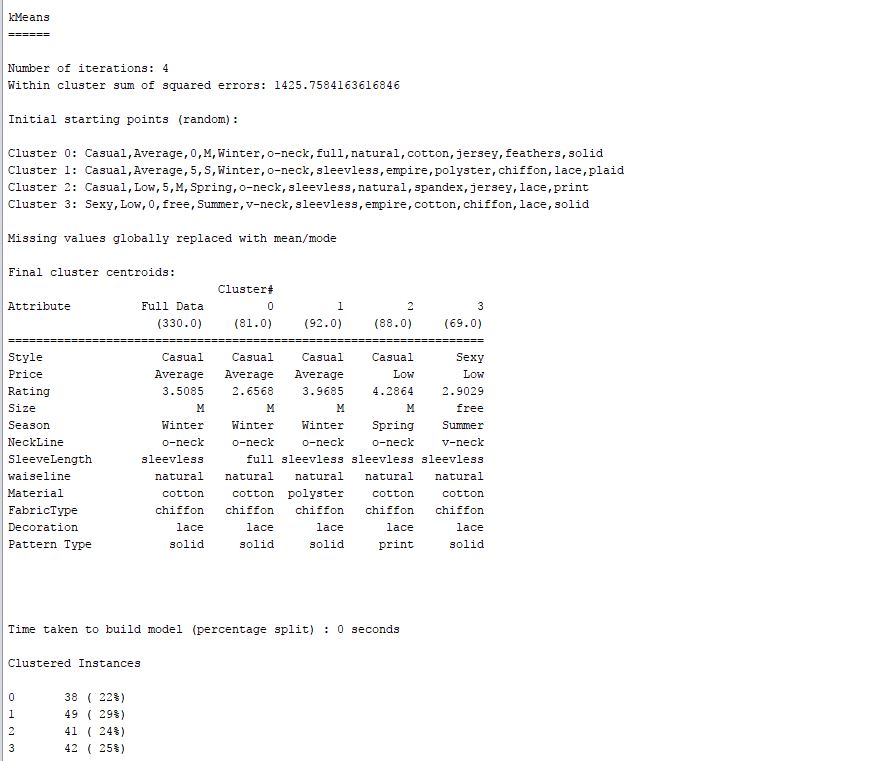 kMeans
======
Number of iterations: 4
Within cluster sum of squared errors: 1425.7584163616846
Initial starting points (random):
Cluster 0: Casual,Average,0,M,Winter,o-neck,full,natural,cotton,jersey,feathers,solid
Cluster 1: Casual,Average,5,S,Winter,o-neck,sleevless,empire,polyster,chiffon,lace,plaid
Cluster 2: Casual,Low,5,M,Spring,o-neck,sleevless,natural,spandex,jersey,lace,print
Cluster 3: Sexy,Low,0,free,Summer,v-neck,sleevless,empire,cotton,chiffon,lace,solid
Missing values globally replaced with mean/mode
Final cluster centroids:
Cluster#
Attribute Full Data 0 1 2 3
(330.0) (81.0) (92.0) (88.0) (69.0)
====================================================================
Style Casual Casual Casual Casual Sexy
Price Average Average Average Low Low
Rating 3.5085 2.6568 3.9685 4.2864 2.9029
Size M M M M free
Season Winter Winter Winter Spring Summer
NeckLine o-neck o-neck o-neck o-neck v-neck
SleeveLength sleevless full sleevless sleevless sleevless
waiseline natural natural natural natural natural
Material cotton cotton polyster cotton cotton
FabricType chiffon chiffon chiffon chiffon chiffon
Decoration lace lace lace lace lace
Pattern Type solid solid solid print solid
Time taken to build model (percentage split) : 0 seconds
Clustered Instances
0 38 ( 22%)
1 49 ( 29%)
2 41 ( 24%)
3 42 ( 25%)